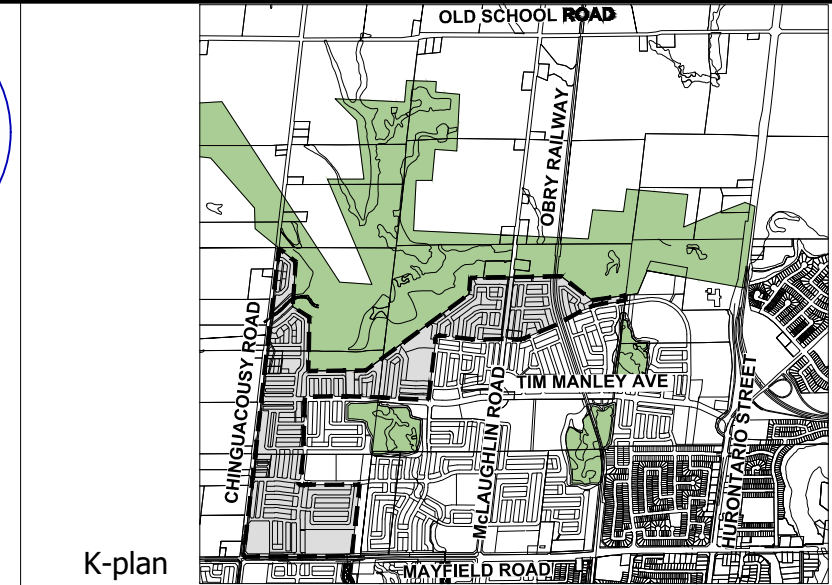 OLD SCHOOL ROAD
OBRY RAILWAY
CHINGUACOUSY ROAD
McLAUGHLIN ROAD
TIM MANLEY AVE
HURONTARIO STREET
MAYFIELD ROAD
K-plan